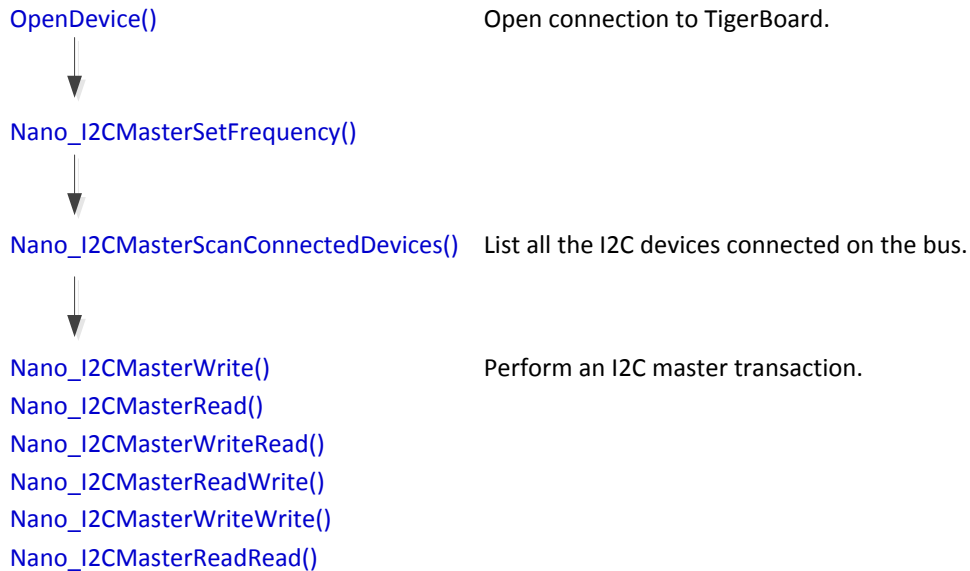 OpenDevice() Open connection to TigerBoard.
Nano_I2CMasterSetFrequency()
Nano_I2CMasterScanConnectedDevices() List all the I2C devices connected on the bus.
Nano_I2CMasterWrite() Perform an I2C master transaction.
Nano_I2CMasterRead()
Nano_I2CMasterWriteRead()
Nano_I2CMasterReadWrite()
Nano_I2CMasterWriteWrite()
Nano_I2CMasterReadRead()